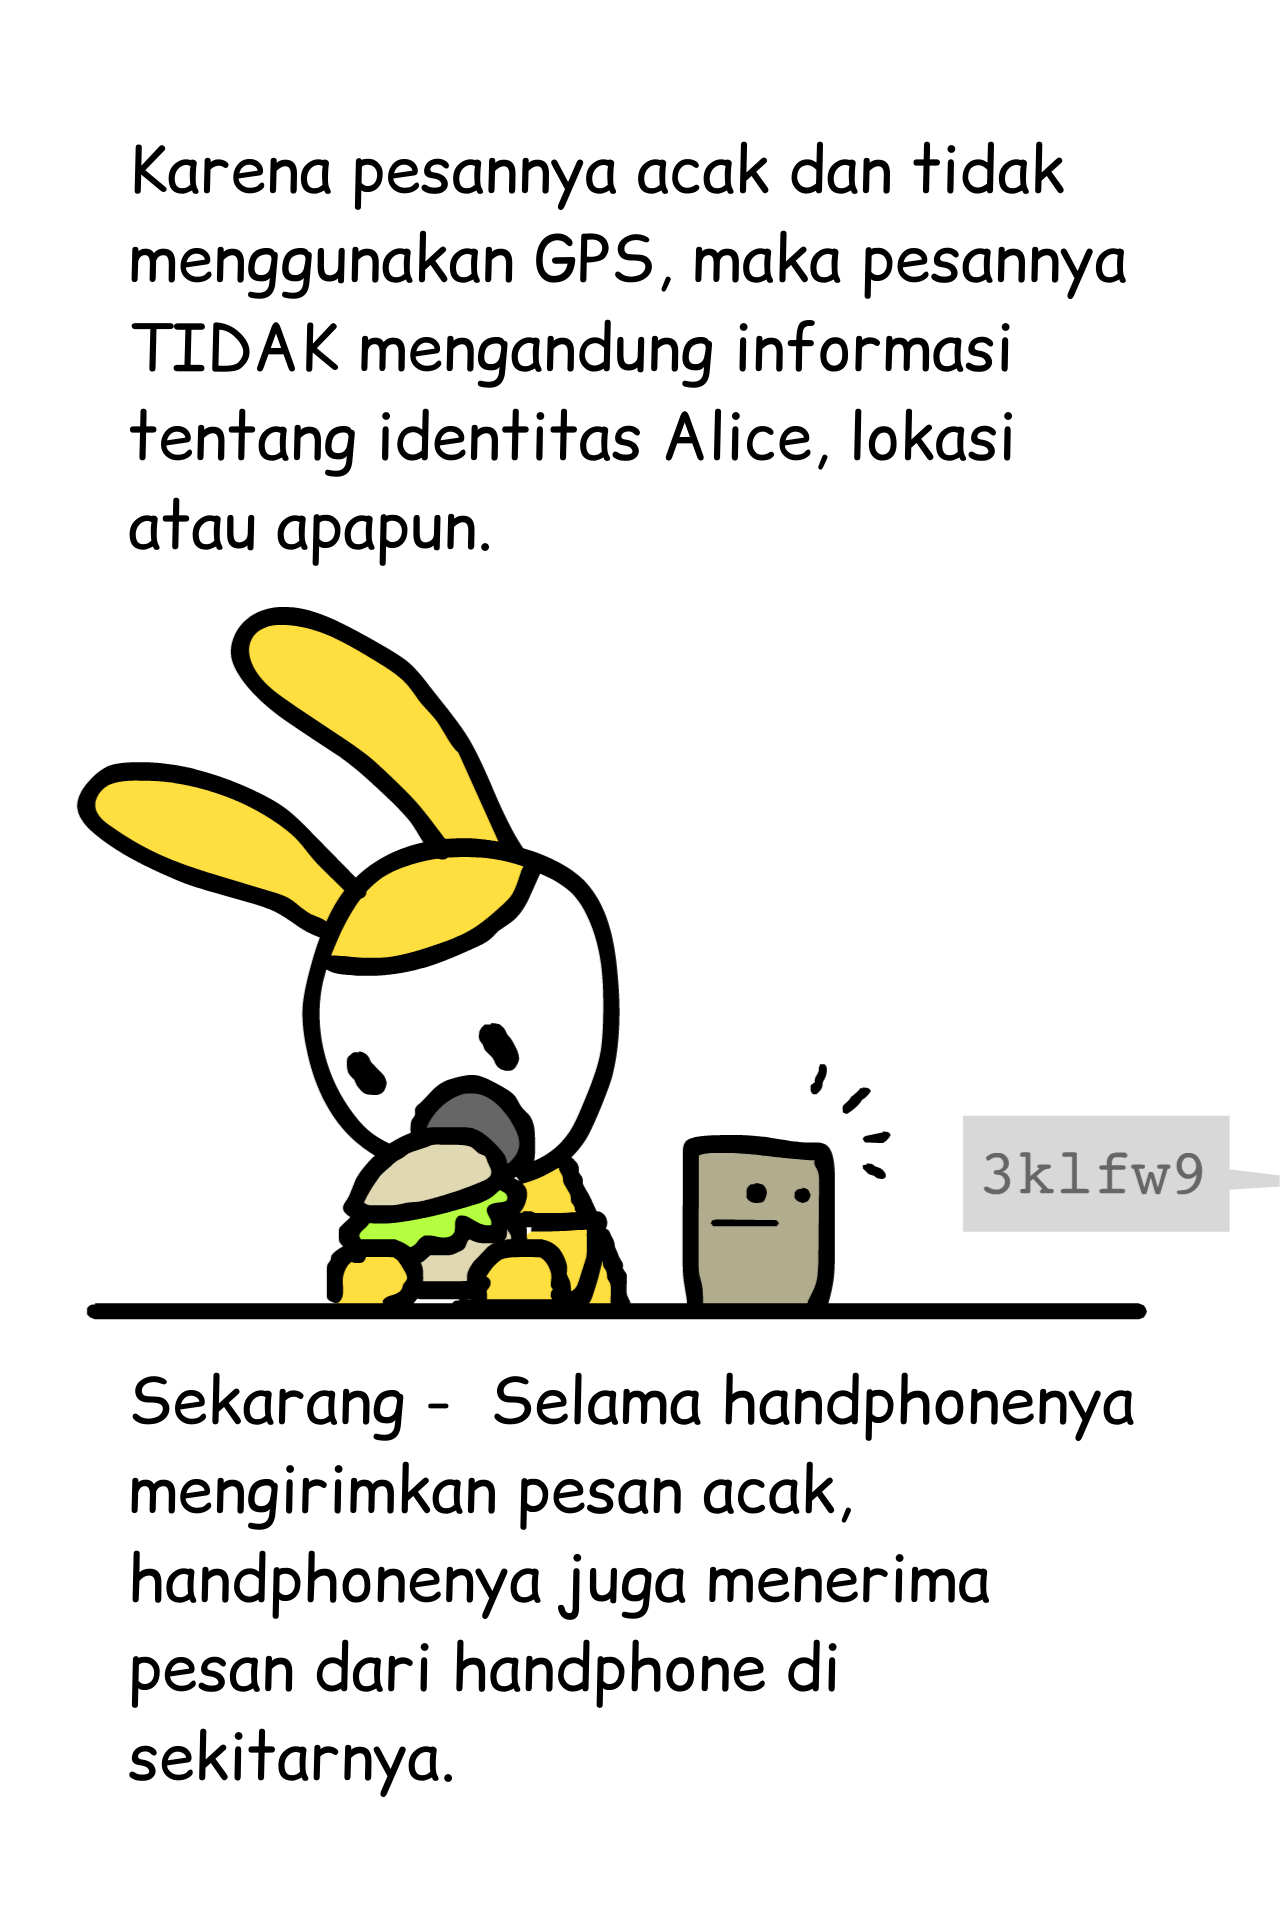 Karena pesannya acak dan tidak
menggunakan GPS, maka pesannya
TIDAK mengandung informasi
tentang identitas Alice, lokasi
atau apapun.
3klfw9
Sekarang -  Selama handphonenya
mengirimkan pesan acak,
handphonenya juga menerima
pesan dari handphone di
sekitarnya.